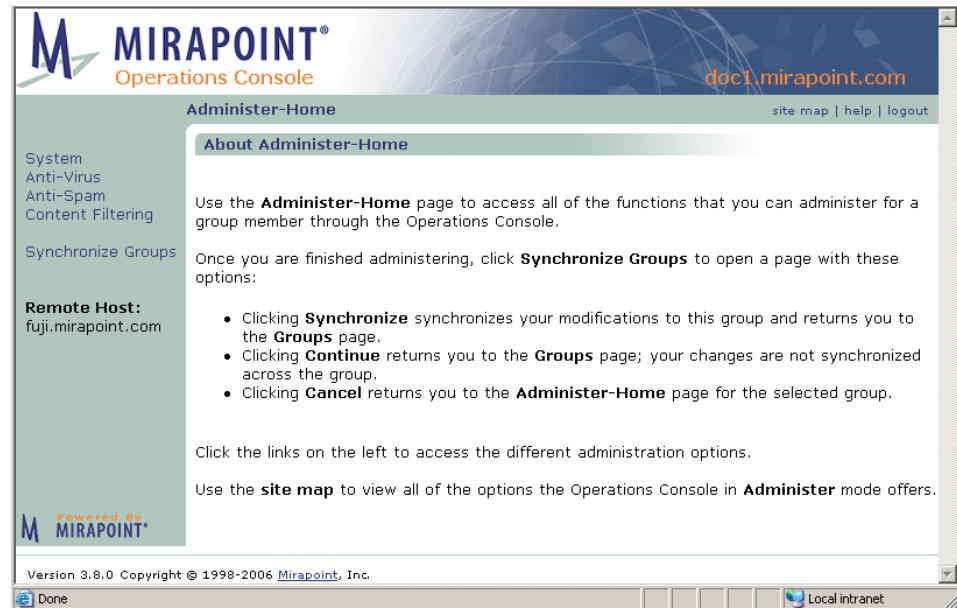 MIRAPOINT®
Operations Console
doc1.mirapoint.com
Administer-Home
site map | help | logout
System
Anti-Virus
Anti-Spam
Content Filtering
Synchronize Groups
Remote Host:
fuji.mirapoint.com
Powered By
MIRAPOINT®
About Administer-Home
Use the Administer-Home page to access all of the functions that you can administer for a
group member through the Operations Console.
Once you are finished administering, click Synchronize Groups to open a page with these
options:
• Clicking Synchronize synchronizes your modifications to this group and returns you to
the Groups page.
• Clicking Continue returns you to the Groups page; your changes are not synchronized
across the group.
• Clicking Cancel returns you to the Administer-Home page for the selected group.
Click the links on the left to access the different administration options.
Use the site map to view all of the options the Operations Console in Administer mode offers.
Version 3.8.0 Copyright © 1998-2006 Mirapoint, Inc.
Done
Local intranet